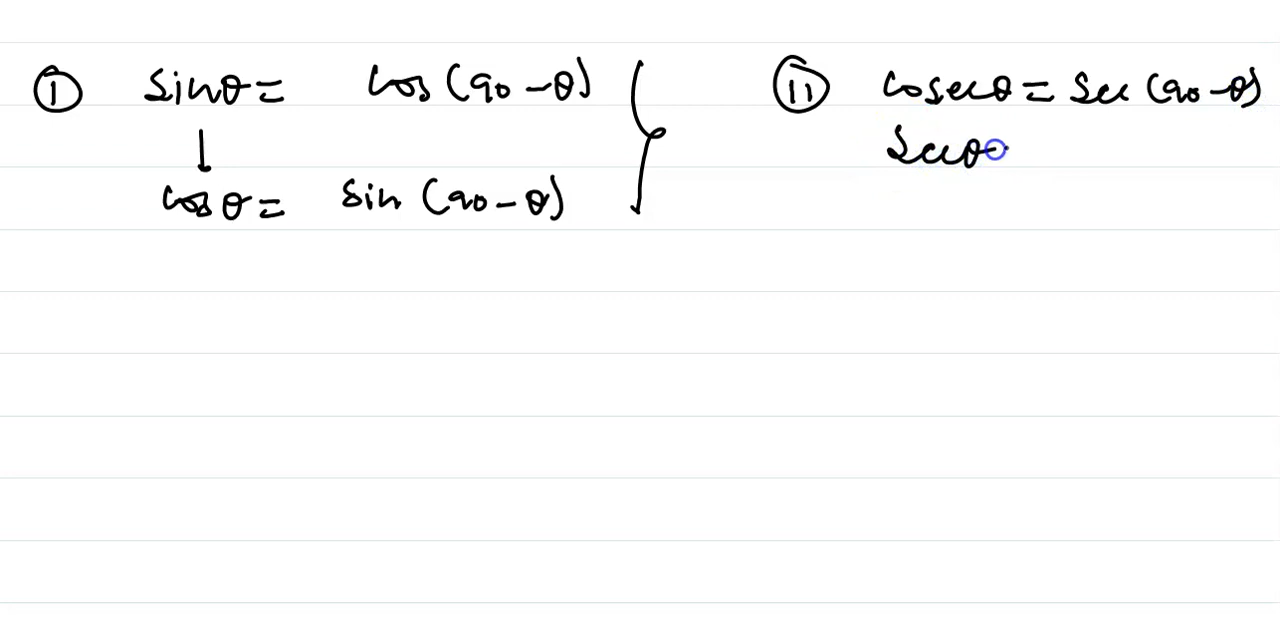 ① sinθ = cos(90-θ)
cosθ = sin(90-θ)
⑪ cosecθ = sec(90-θ)
secθ